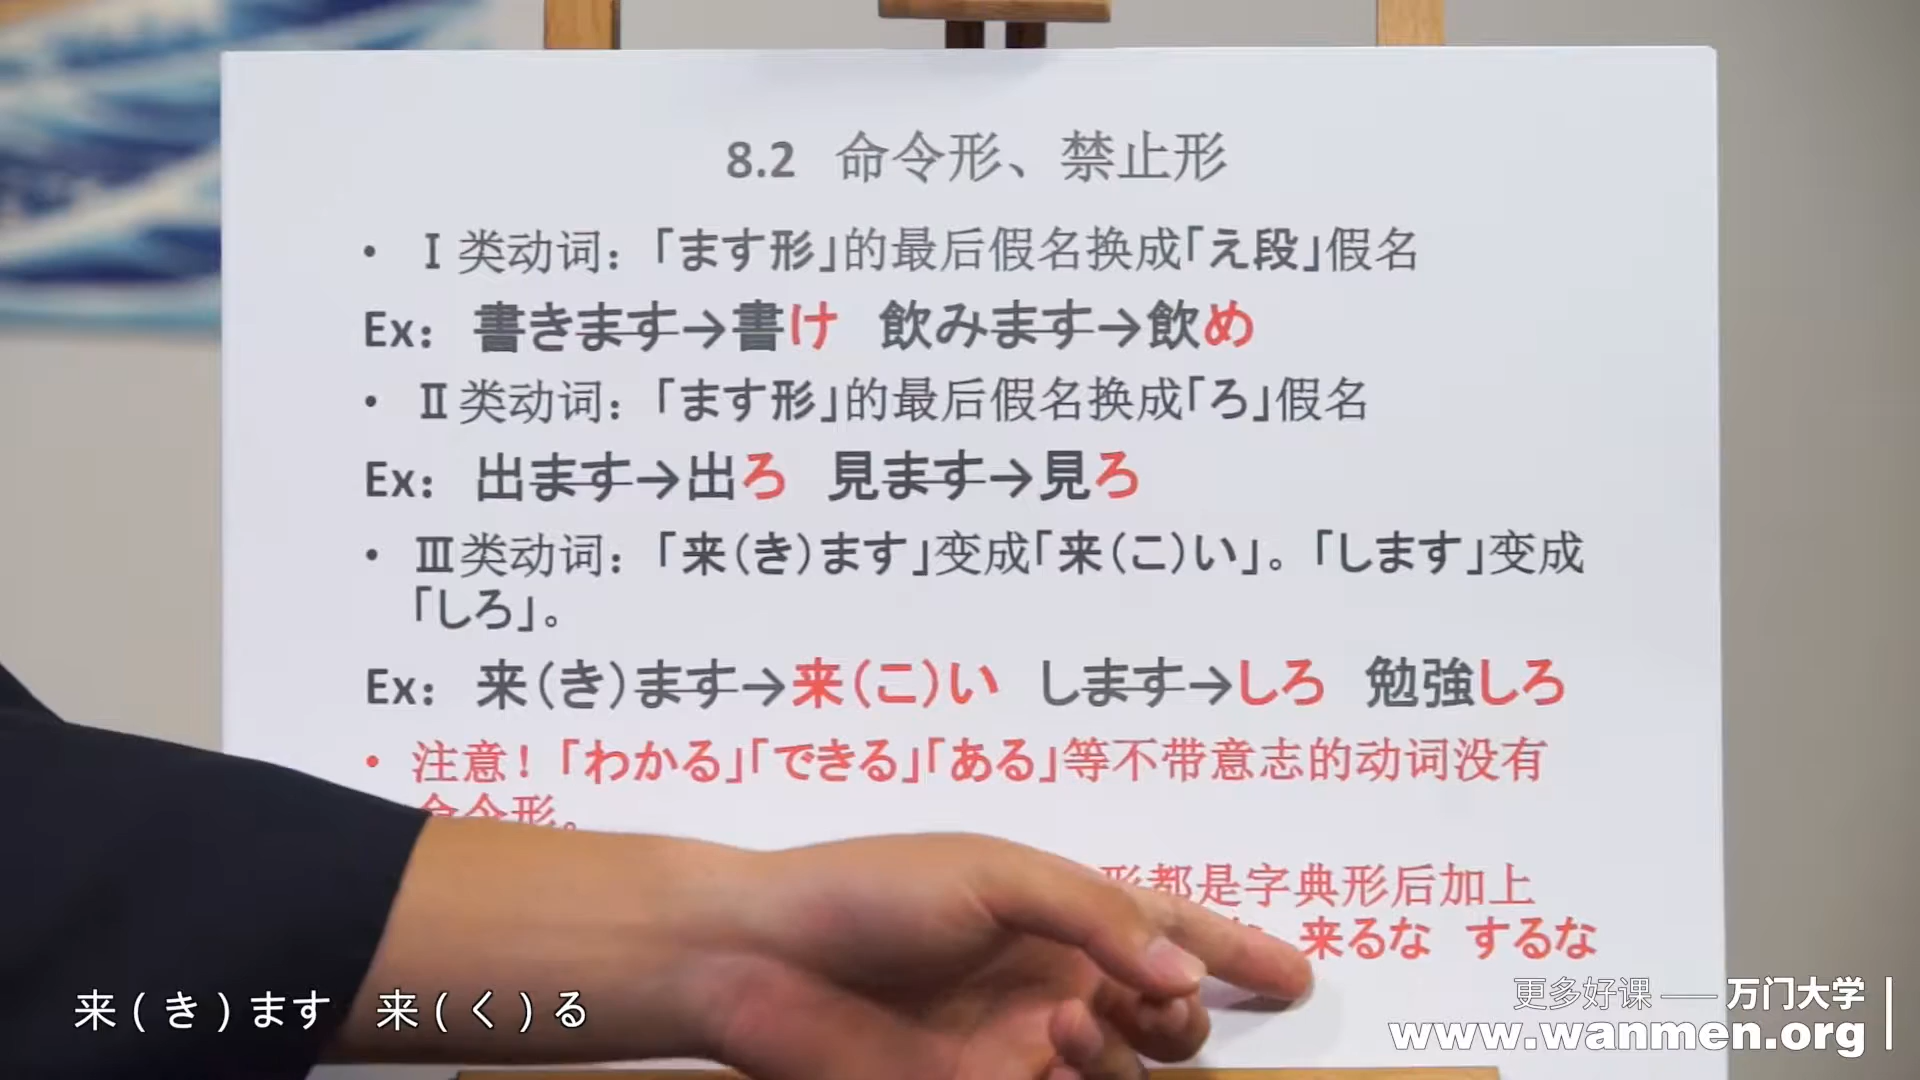 8.2 命令形、禁止形
• Ⅰ类动词：「ます形」的最后假名换成「え段」假名
Ex： 書きます→書け 飲みます→飲め
• Ⅱ类动词：「ます形」的最后假名换成「ろ」假名
Ex： 出ます→出ろ 見ます→見ろ
• Ⅲ类动词：「来（き）ます」变成「来（こ）い」。「します」变成
「しろ」。
Ex： 来（き）ます→来（こ）い します→しろ 勉強しろ
• 注意！「わかる」「できる」「ある」等不带意志的动词没有
命令形。
形都是字典形后加上
来るな するな
来(き)ます 来(く)る
更多好课 —— 万门大学
www.wanmen.org